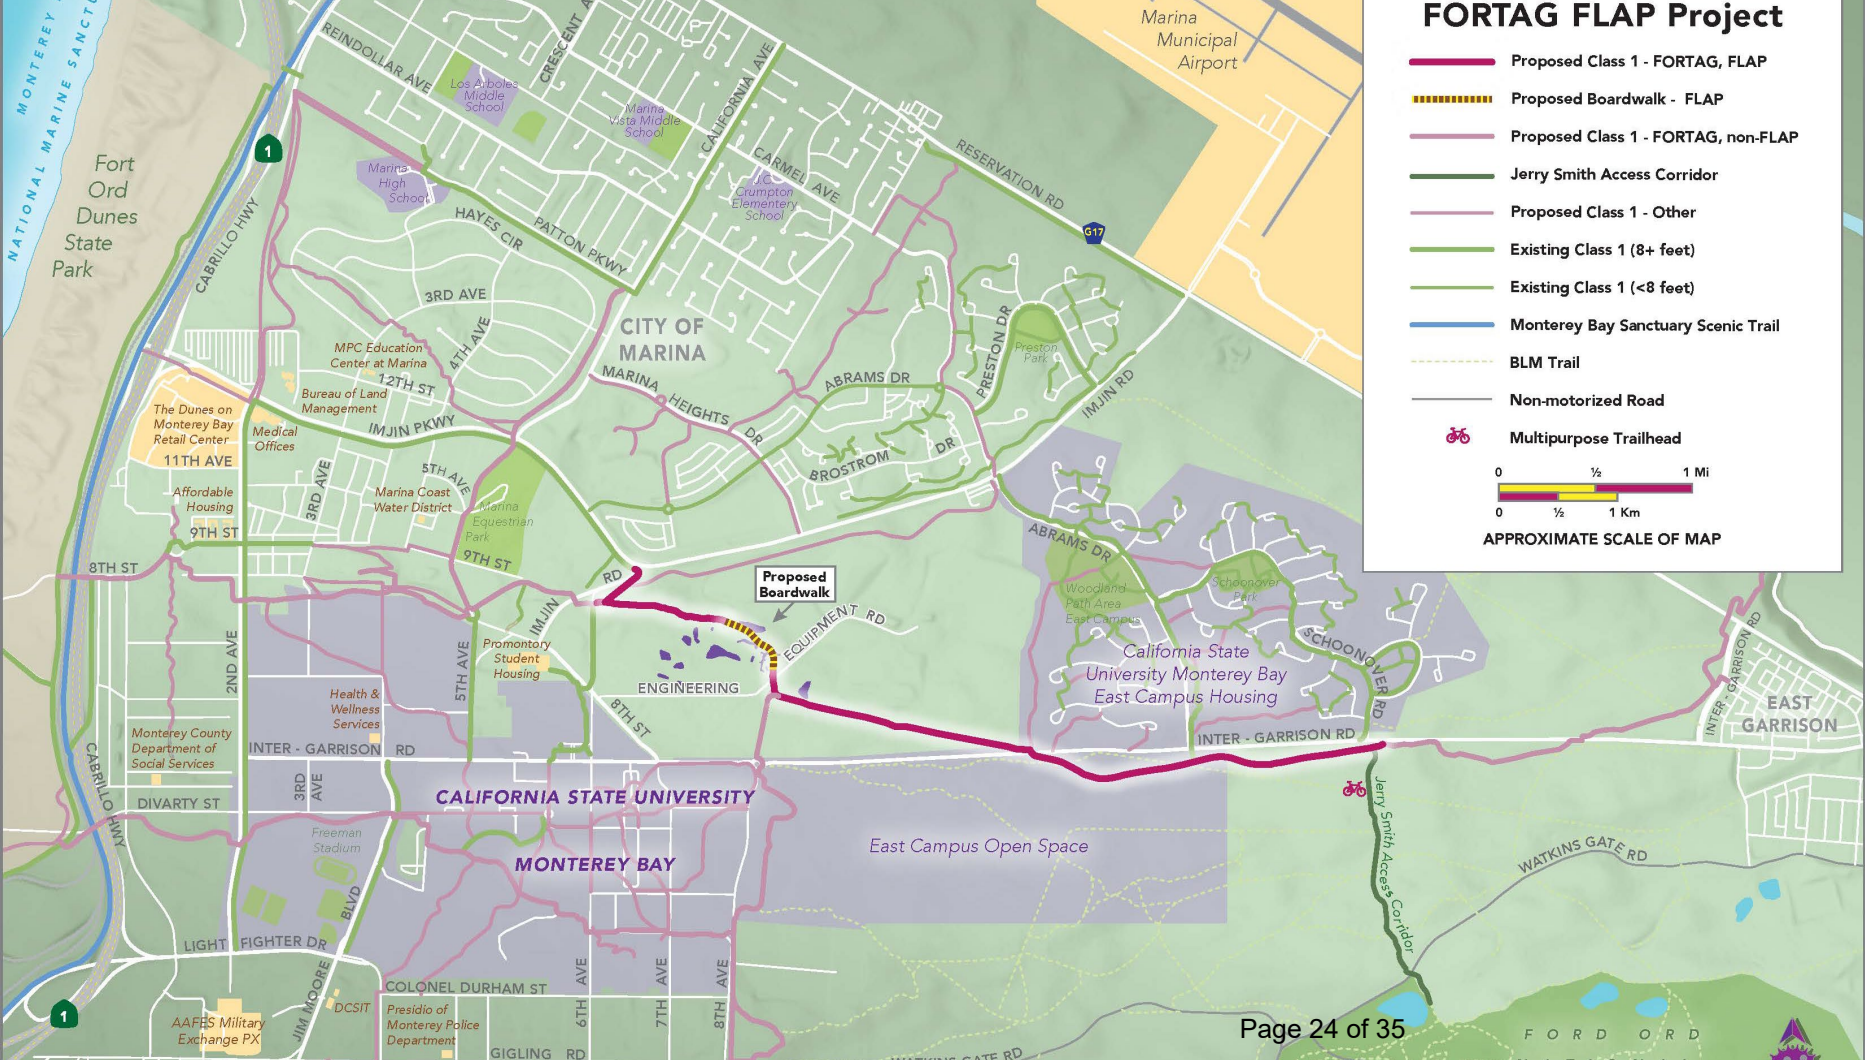 FORTAG FLAP Project
Proposed Class 1 - FORTAG, FLAP
Proposed Boardwalk - FLAP
Proposed Class 1 - FORTAG, non-FLAP
Jerry Smith Access Corridor
Proposed Class 1 - Other
Existing Class 1 (8+ feet)
Existing Class 1 (<8 feet)
Monterey Bay Sanctuary Scenic Trail
BLM Trail
Non-motorized Road
Multipurpose Trailhead
0 ½ 1 Mi
0 ½ 1 Km
APPROXIMATE SCALE OF MAP
MONTEREY
NATIONAL MARINE SANCTU
Fort
Ord
Dunes
State
Park
1
CABRILLO HWY
REINDOLLAR AVE
CRESCENT A
Los Arboles
Middle
School
Marina
Vista Middle
School
CALIFORNIA AVE
CARMEL AVE
J.C.
Crumpton
Elementery
School
Marina
Municipal
Airport
RESERVATION RD
G17
Marina
High
School
HAYES CIR
PATTON PKWY
3RD AVE
4TH AVE
CITY OF
MARINA
MPC Education
Center at Marina
12TH ST
Bureau of Land
Management
The Dunes on
Monterey Bay
Retail Center
Medical
Offices
IMJIN PKWY
11TH AVE
MARINA
HEIGHTS
DR
ABRAMS DR
PRESTON DR
Preston
Park
IMJIN RD
BROSTROM
DR
5TH AVE
3RD AVE
Affordable
Housing
Marina Coast
Water District
Marina
Equestrian
Park
9TH ST
9TH ST
8TH ST
ABRAMS DR
RD
IMJIN
Proposed
Boardwalk
EQUIPMENT RD
Woodland
Path Area
East Campus
Schoonover
Park
SCHOONOVER RD
California State
University Monterey Bay
East Campus Housing
2ND AVE
5TH AVE
Promontory
Student
Housing
ENGINEERING
8TH ST
Health &
Wellness
Services
Monterey County
Department of
Social Services
INTER - GARRISON RD
INTER - GARRISON RD
INTER - GARRISON RD
EAST
GARRISON
CABRILLO HWY
3RD
AVE
DIVARTY ST
CALIFORNIA STATE UNIVERSITY
MONTEREY BAY
East Campus Open Space
Freeman
Stadium
Jerry Smith Access Corridor
WATKINS GATE RD
BLVD
LIGHT FIGHTER DR
JIM MOORE
COLONEL DURHAM ST
6TH AVE
7TH AVE
8TH AVE
1
AAFES Military
Exchange PX
DCSIT
Presidio of
Monterey Police
Department
GIGLING RD
WATKINS GATE RD
Page 24 of 35
FORD ORD